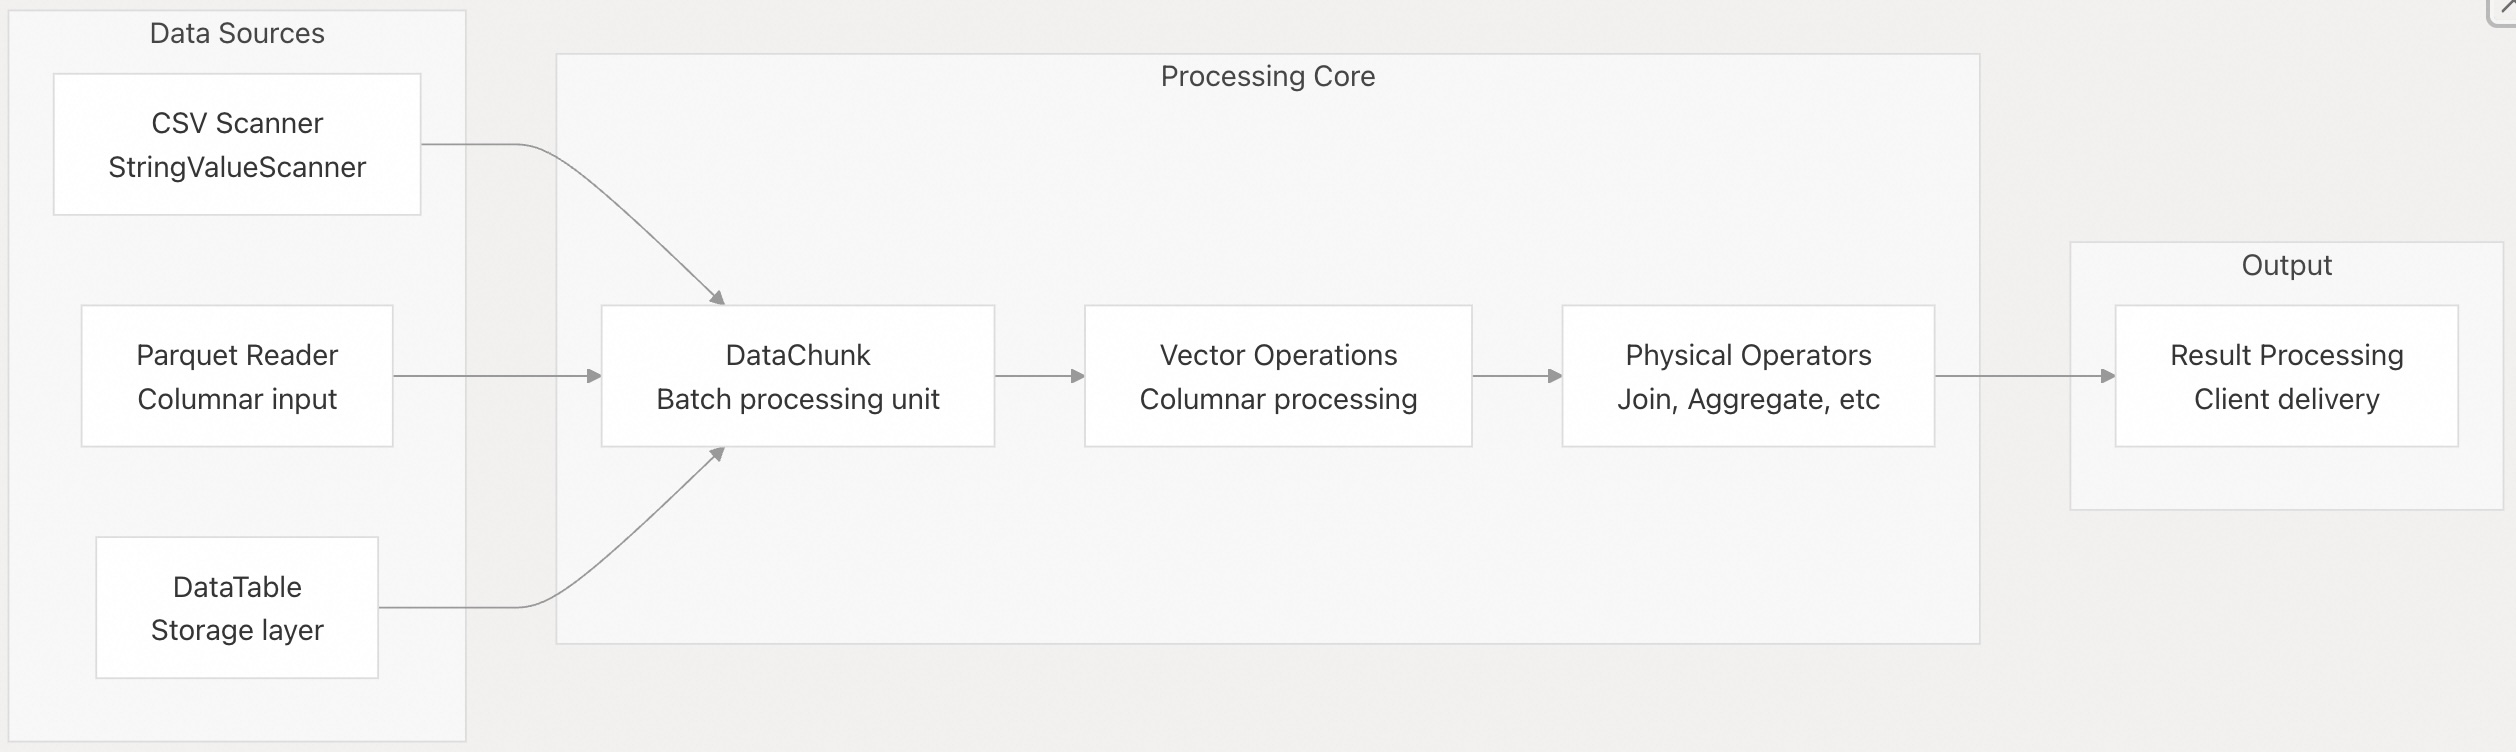 Data Sources
CSV Scanner
StringValueScanner
Parquet Reader
Columnar input
DataTable
Storage layer
Processing Core
DataChunk
Batch processing unit
Vector Operations
Columnar processing
Physical Operators
Join, Aggregate, etc
Output
Result Processing
Client delivery